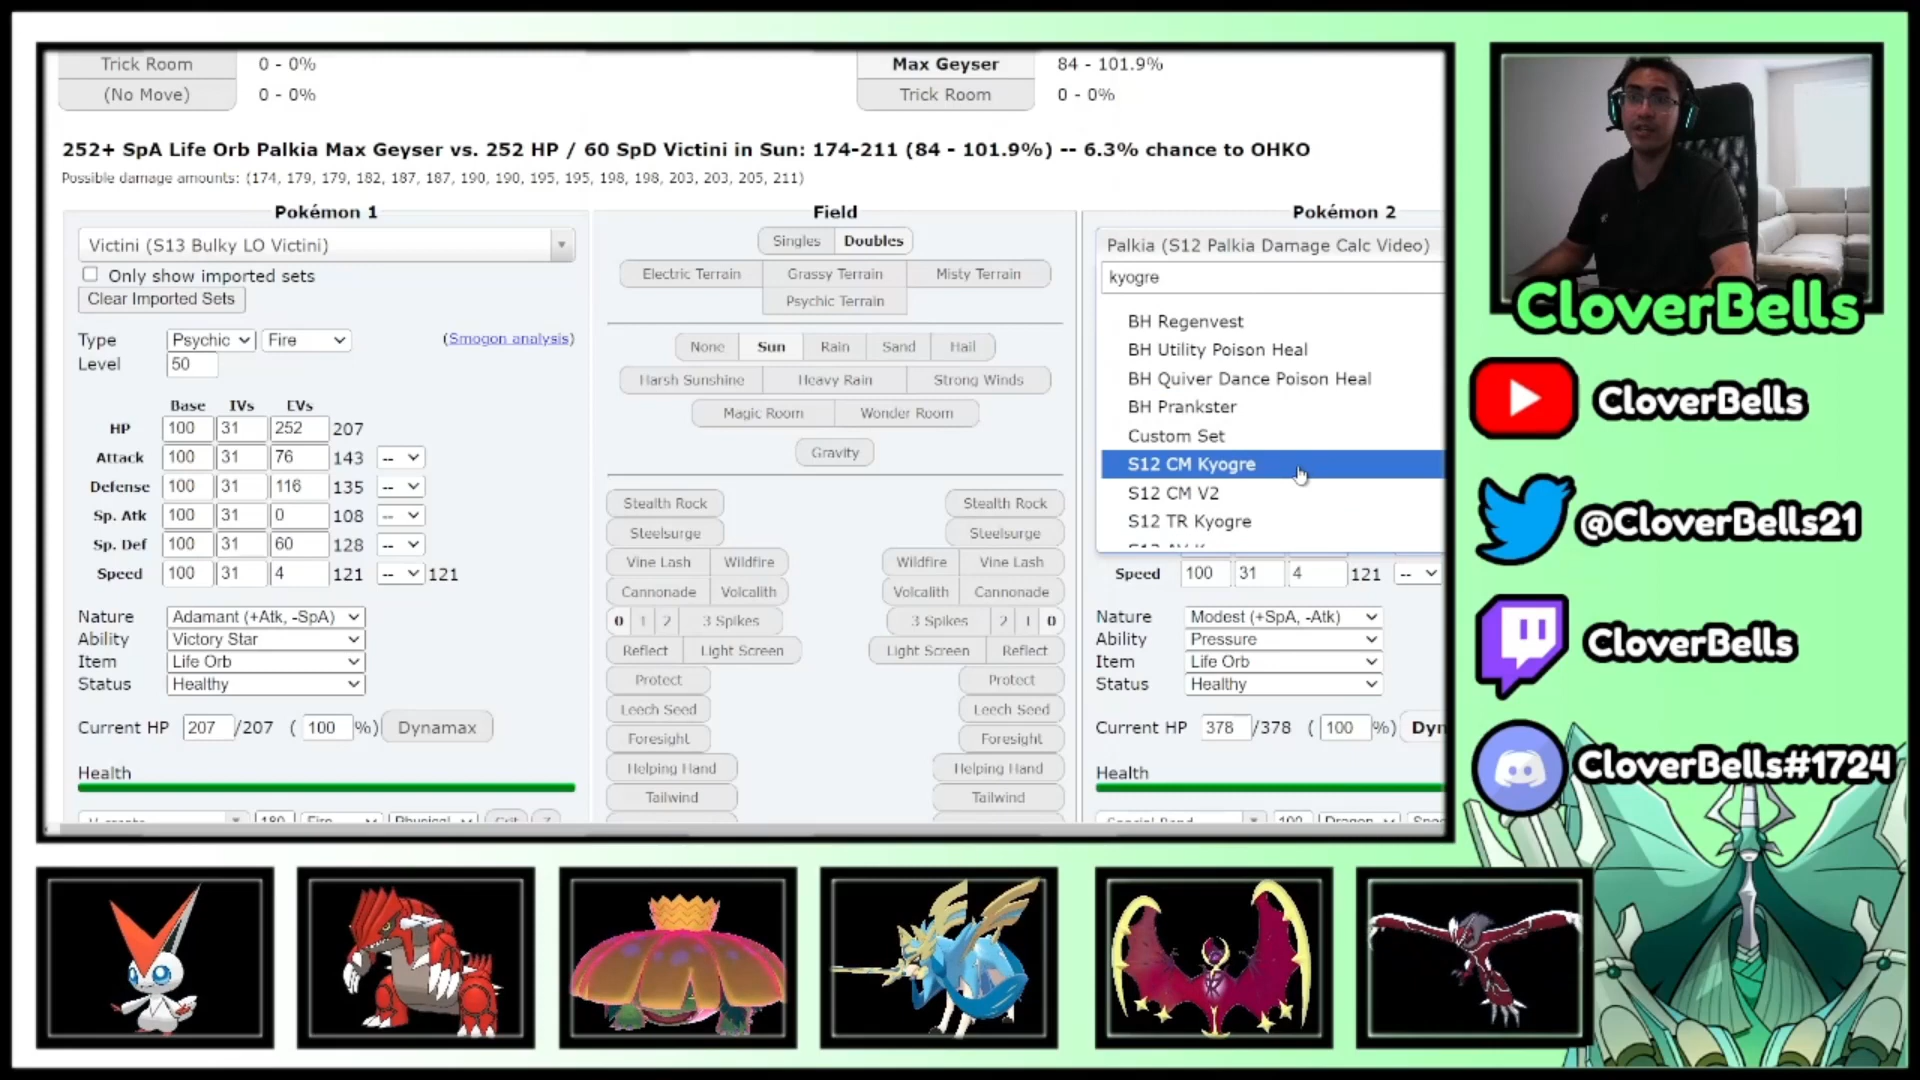 Trick Room 0 - 0%
(No Move) 0 - 0%
Max Geyser 84 - 101.9%
Trick Room 0 - 0%
252+ SpA Life Orb Palkia Max Geyser vs. 252 HP / 60 SpD Victini in Sun: 174-211 (84 - 101.9%) -- 6.3% chance to OHKO
Possible damage amounts: (174, 179, 179, 182, 187, 187, 190, 190, 195, 195, 198, 198, 203, 203, 205, 211)
Pokémon 1
Victini (S13 Bulky LO Victini)
Only show imported sets
Clear Imported Sets
Type Psychic Fire (Smogon analysis)
Level 50
Base IVs EVs
HP 100 31 252 207
Attack 100 31 76 143 --
Defense 100 31 116 135 --
Sp. Atk 100 31 0 108 --
Sp. Def 100 31 60 128 --
Speed 100 31 4 121 -- 121
Nature Adamant (+Atk, -SpA)
Ability Victory Star
Item Life Orb
Status Healthy
Current HP 207 /207 ( 100 %) Dynamax
Health
180 Fire Physical Crit Z
Field
Singles Doubles
Electric Terrain Grassy Terrain Misty Terrain
Psychic Terrain
None Sun Rain Sand Hail
Harsh Sunshine Heavy Rain Strong Winds
Magic Room Wonder Room
Gravity
Stealth Rock Stealth Rock
Steelsurge Steelsurge
Vine Lash Wildfire Wildfire Vine Lash
Cannonade Volcalith Volcalith Cannonade
0 1 2 3 Spikes 3 Spikes 2 1 0
Reflect Light Screen Light Screen Reflect
Protect Protect
Leech Seed Leech Seed
Foresight Foresight
Helping Hand Helping Hand
Tailwind Tailwind
Pokémon 2
Palkia (S12 Palkia Damage Calc Video)
kyogre
BH Regenvest
BH Utility Poison Heal
BH Quiver Dance Poison Heal
BH Prankster
Custom Set
S12 CM Kyogre
S12 CM V2
S12 TR Kyogre
Speed 100 31 4 121 --
Nature Modest (+SpA, -Atk)
Ability Pressure
Item Life Orb
Status Healthy
Current HP 378 /378 ( 100 %) Dyn
Health
100 Dragon
CloverBells
CloverBells
@CloverBells21
CloverBells
CloverBells#1724